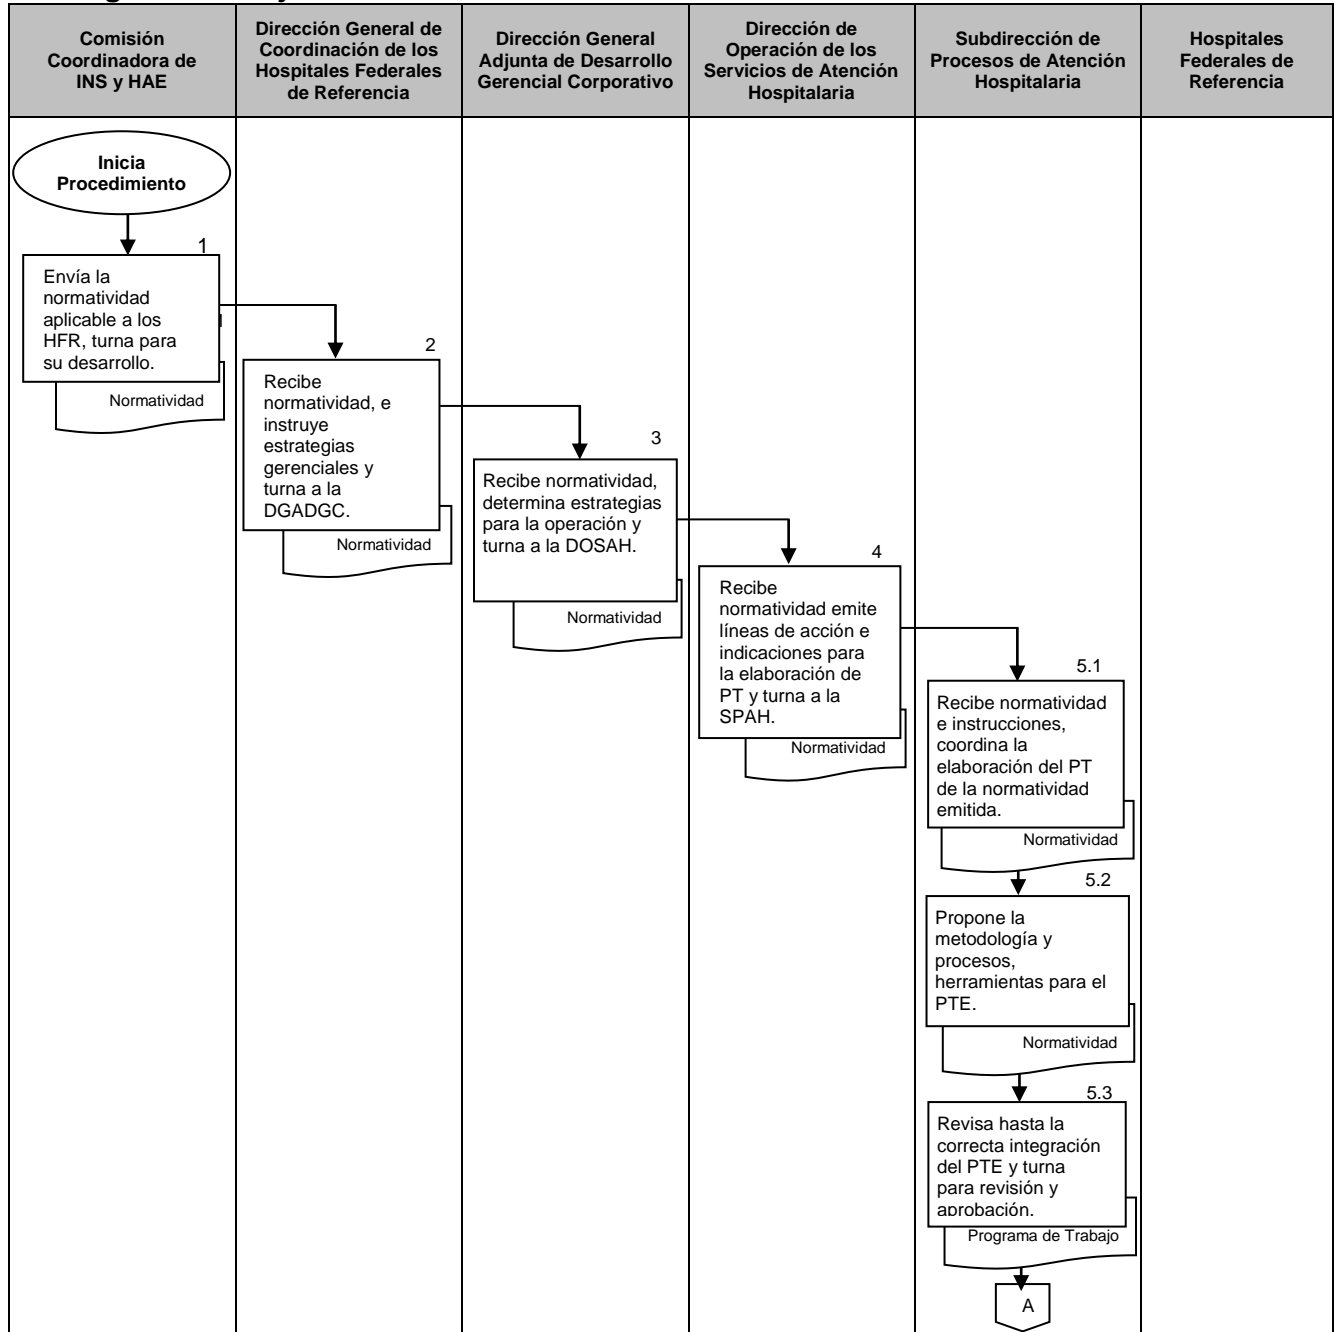 Comisión
Coordinadora de
INS y HAE
Dirección General de
Coordinación de los
Hospitales Federales
de Referencia
Dirección General
Adjunta de Desarrollo
Gerencial Corporativo
Dirección de
Operación de los
Servicios de Atención
Hospitalaria
Subdirección de
Procesos de Atención
Hospitalaria
Hospitales
Federales de
Referencia
Inicia
Procedimiento
1
Envía la
normatividad
aplicable a los
HFR, turna para
su desarrollo.
Normatividad
2
Recibe
normatividad, e
instruye
estrategias
gerenciales y
turna a la
DGADGC.
Normatividad
3
Recibe normatividad,
determina estrategias
para la operación y
turna a la DOSAH.
Normatividad
4
Recibe
normatividad emite
líneas de acción e
indicaciones para
la elaboración de
PT y turna a la
SPAH.
Normatividad
5.1
Recibe normatividad
e instrucciones,
coordina la
elaboración del PT
de la normatividad
emitida.
Normatividad
5.2
Propone la
metodología y
procesos,
herramientas para el
PTE.
Normatividad
5.3
Revisa hasta la
correcta integración
del PTE y turna
para revisión y
aprobación.
Programa de Trabajo
A